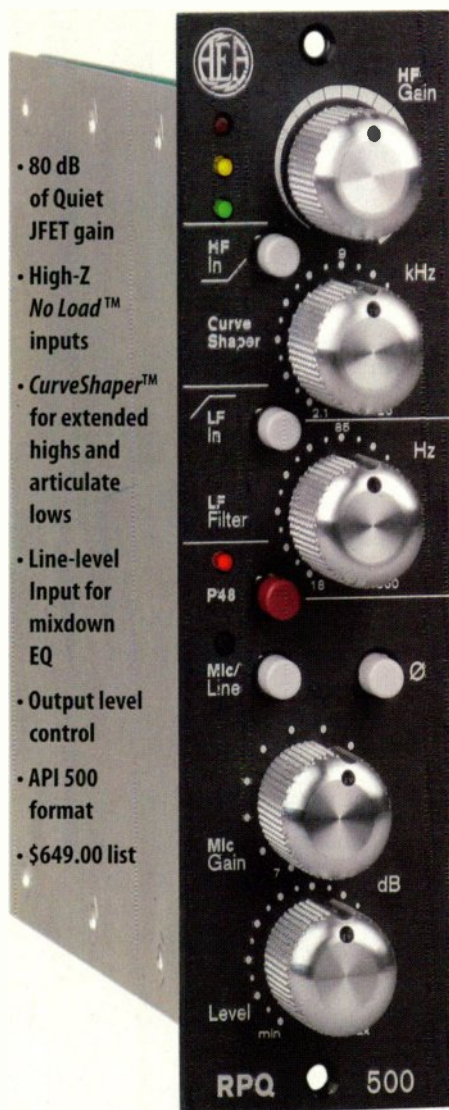 • 80 dB
of Quiet
JFET gain
• High-Z
No Load™
inputs
• CurveShaper™
for extended
highs and
articulate
lows
• Line-level
Input for
mixdown
EQ
• Output level
control
• API 500
format
• $649.00 list
AEA
HF
Gain
HF
In
9
kHz
Curve
Shaper
2.1
LF
In
85
Hz
LF
Filter
18
P48
Mic/
Line
Ø
Mic
Gain
7
dB
Level
min
RPQ 500